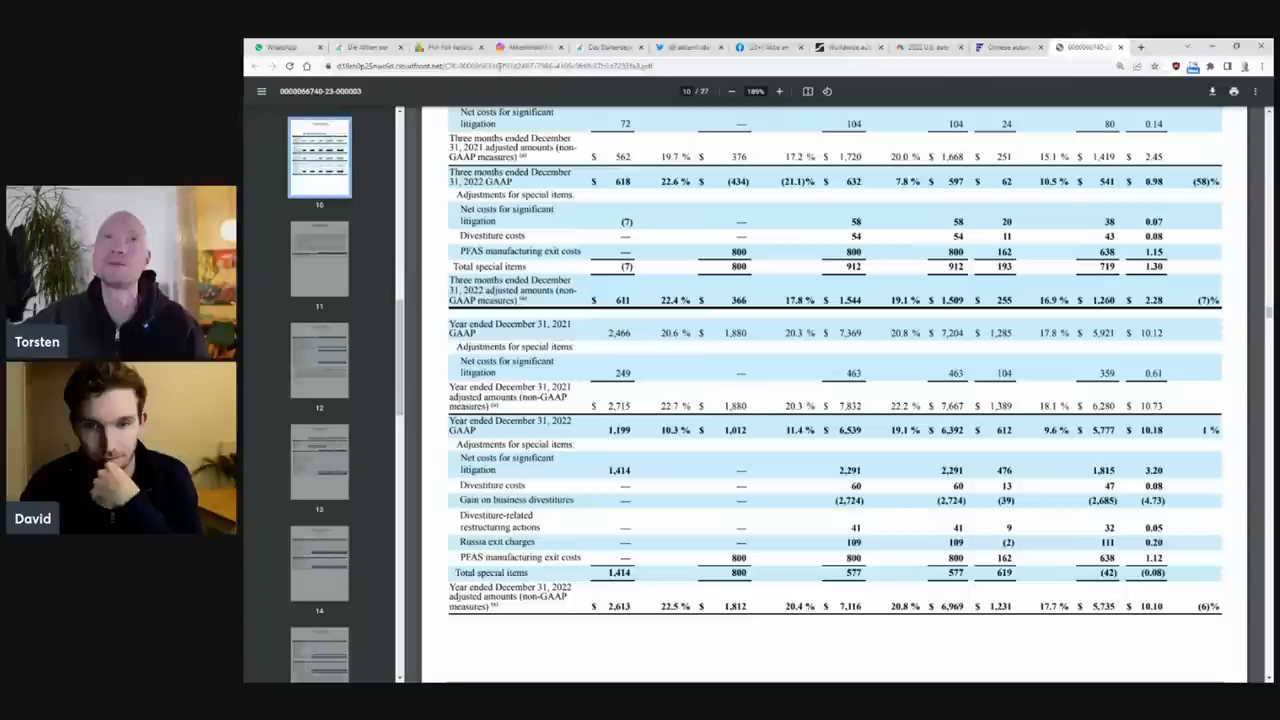 WhatsApp
0000066740-23-000003
10 / 27
189%
Net costs for significant
litigation 72 — 104 104 24 80 0.14
Three months ended December
31, 2021 adjusted amounts (non-
GAAP measures) (a) $ 562 19.7 % $ 376 17.2 % $ 1,720 20.0 % $ 1,668 $ 251 15.1 % $ 1,419 $ 2.45
Three months ended December
31, 2022 GAAP $ 618 22.6 % $ (434) (21.1)% $ 632 7.8 % $ 597 $ 62 10.5 % $ 541 $ 0.98 (58)%
Adjustments for special items:
Net costs for significant
litigation (7) — 58 58 20 38 0.07
Divestiture costs — — 54 54 11 43 0.08
PFAS manufacturing exit costs — 800 800 800 162 638 1.15
Total special items (7) 800 912 912 193 719 1.30
Three months ended December
31, 2022 adjusted amounts (non-
GAAP measures) (a) $ 611 22.4 % $ 366 17.8 % $ 1,544 19.1 % $ 1,509 $ 255 16.9 % $ 1,260 $ 2.28 (7)%
Year ended December 31, 2021
GAAP 2,466 20.6 % $ 1,880 20.3 % $ 7,369 20.8 % $ 7,204 $ 1,285 17.8 % $ 5,921 $ 10.12
Adjustments for special items:
Net costs for significant
litigation 249 — 463 463 104 359 0.61
Year ended December 31, 2021
adjusted amounts (non-GAAP
measures) (a) $ 2,715 22.7 % $ 1,880 20.3 % $ 7,832 22.2 % $ 7,667 $ 1,389 18.1 % $ 6,280 $ 10.73
Year ended December 31, 2022
GAAP 1,199 10.3 % $ 1,012 11.4 % $ 6,539 19.1 % $ 6,392 $ 612 9.6 % $ 5,777 $ 10.18 1 %
Adjustments for special items:
Net costs for significant
litigation 1,414 — 2,291 2,291 476 1,815 3.20
Divestiture costs — — 60 60 13 47 0.08
Gain on business divestitures — — (2,724) (2,724) (39) (2,685) (4.73)
Divestiture-related
restructuring actions — — 41 41 9 32 0.05
Russia exit charges — — 109 109 (2) 111 0.20
PFAS manufacturing exit costs — 800 800 800 162 638 1.12
Total special items 1,414 800 577 577 619 (42) (0.08)
Year ended December 31, 2022
adjusted amounts (non-GAAP
measures) (a) $ 2,613 22.5 % $ 1,812 20.4 % $ 7,116 20.8 % $ 6,969 $ 1,231 17.7 % $ 5,735 $ 10.10 (6)%
10
11
12
13
14
Torsten
David